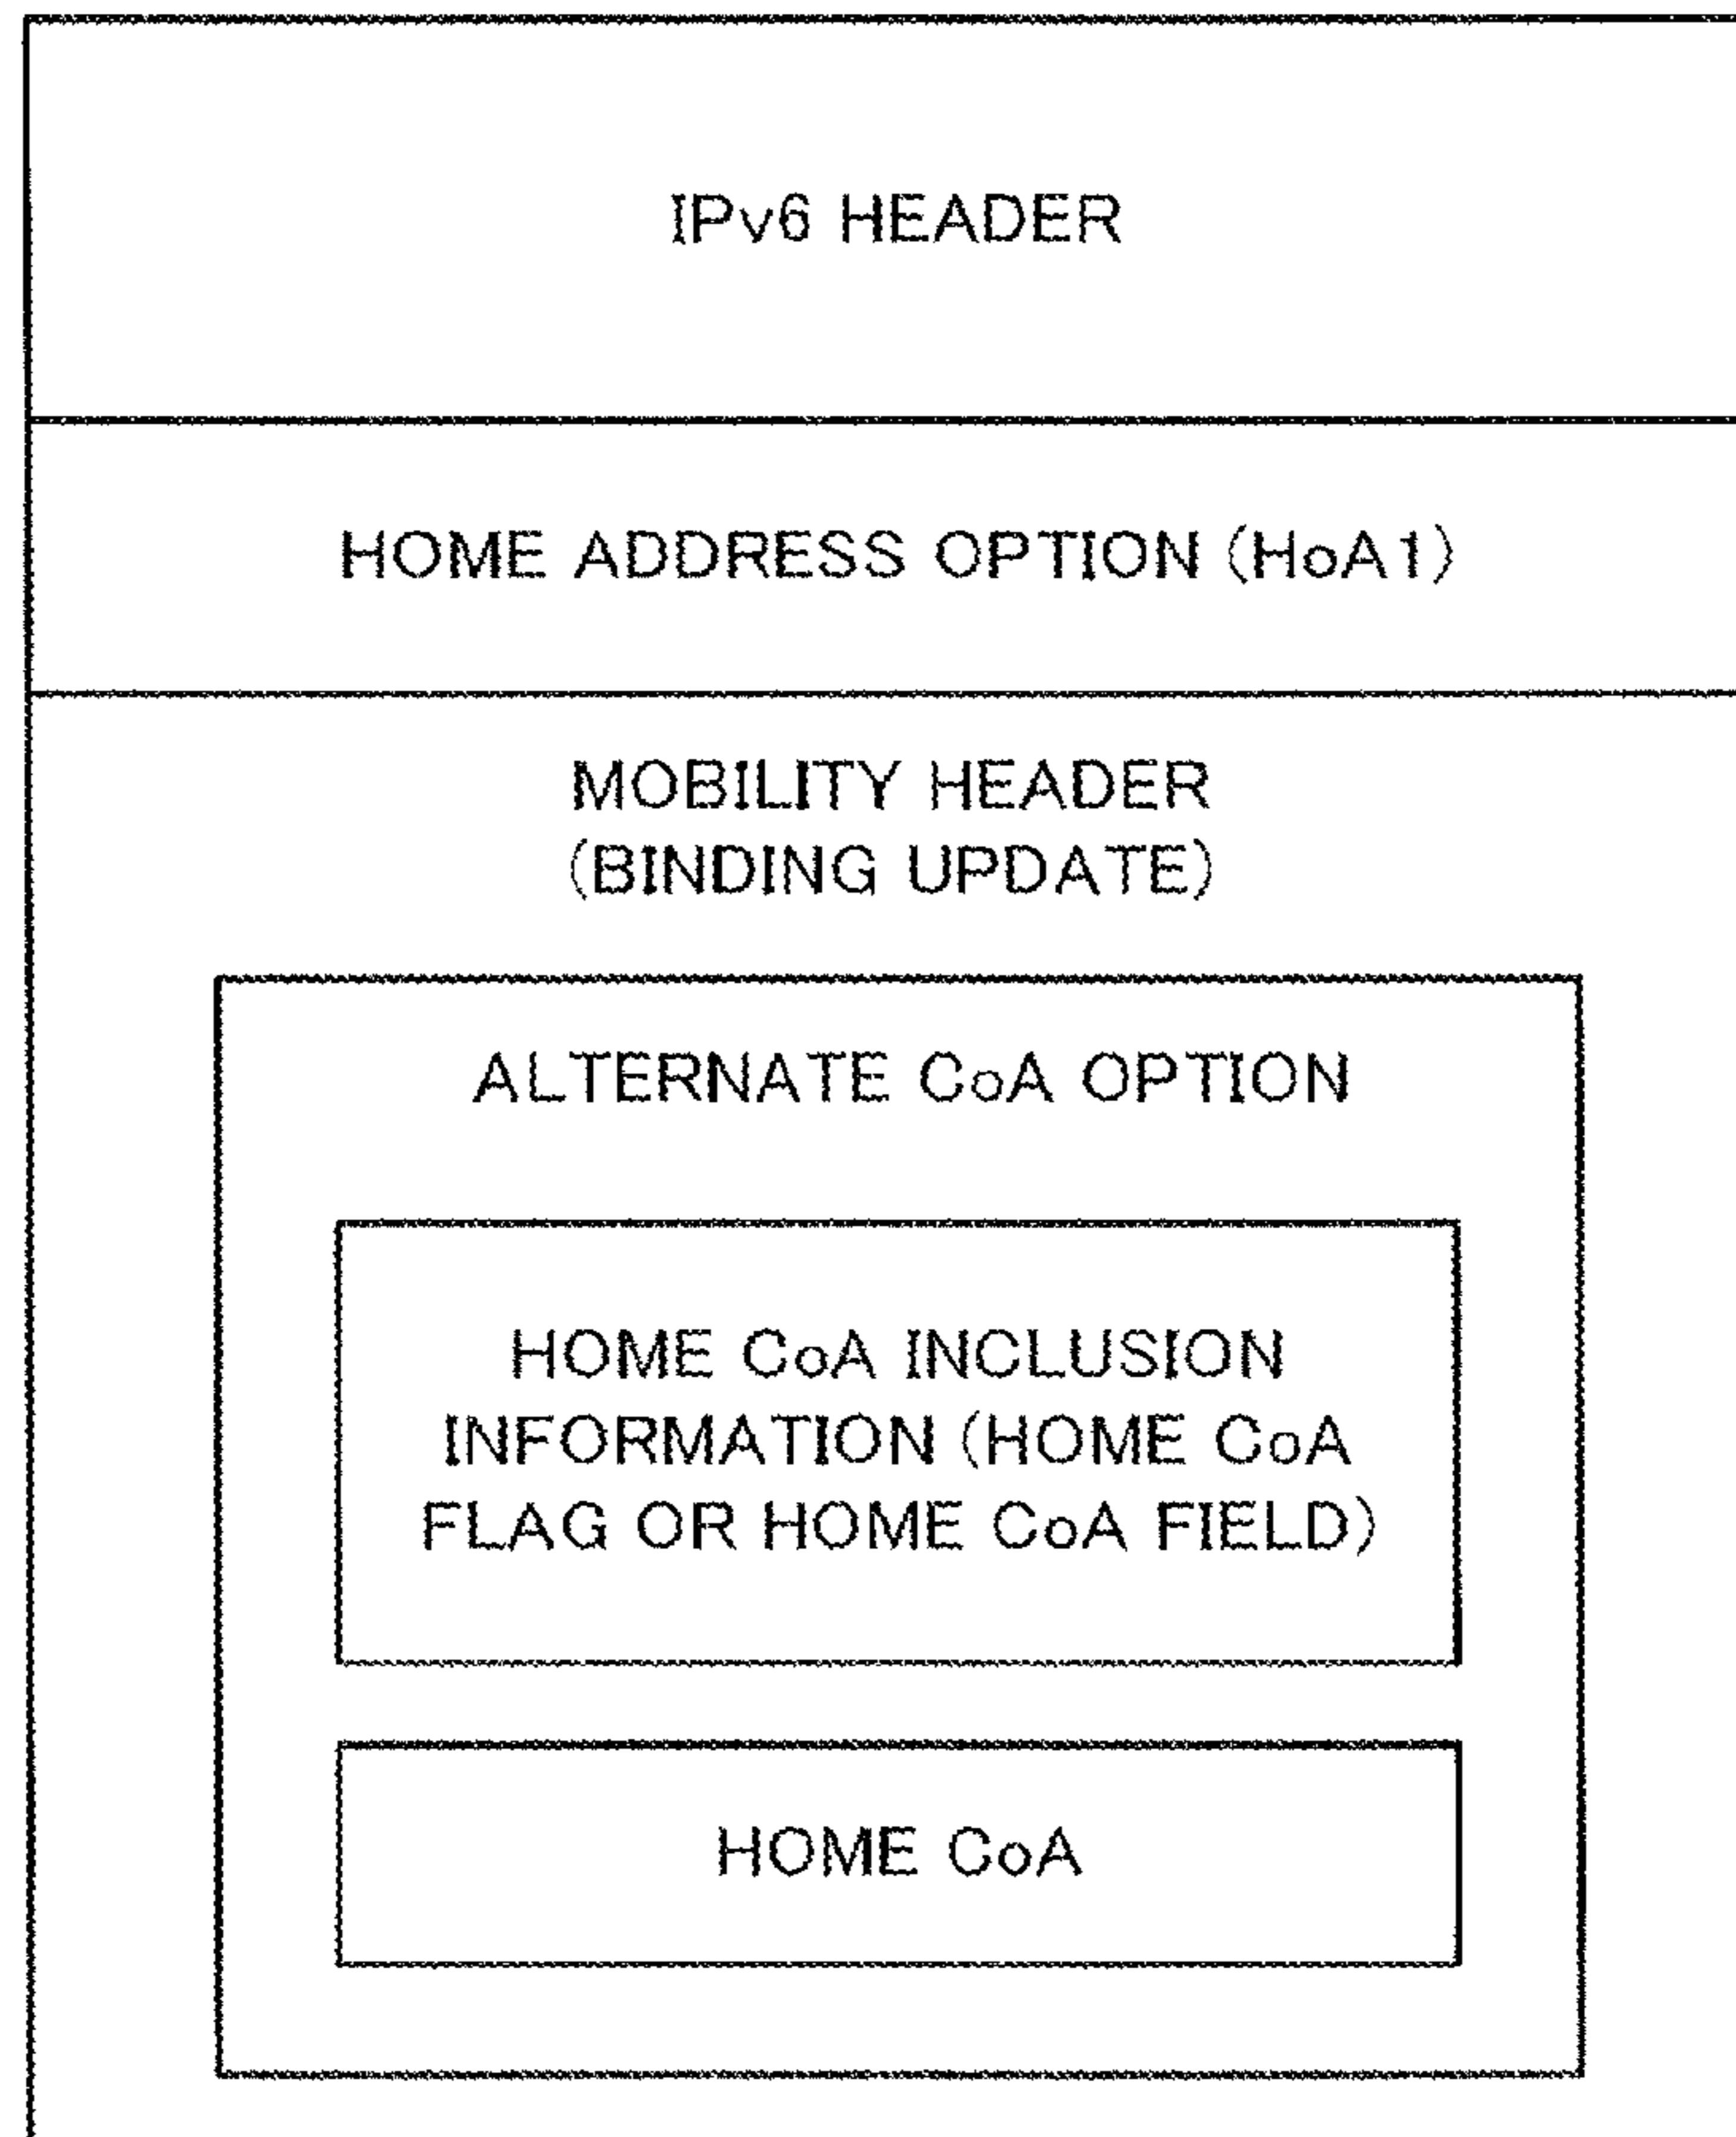 IPv6 HEADER
HOME ADDRESS OPTION (HoA1)
MOBILITY HEADER
(BINDING UPDATE)
ALTERNATE CoA OPTION
HOME CoA INCLUSION
INFORMATION (HOME CoA
FLAG OR HOME CoA FIELD)
HOME CoA